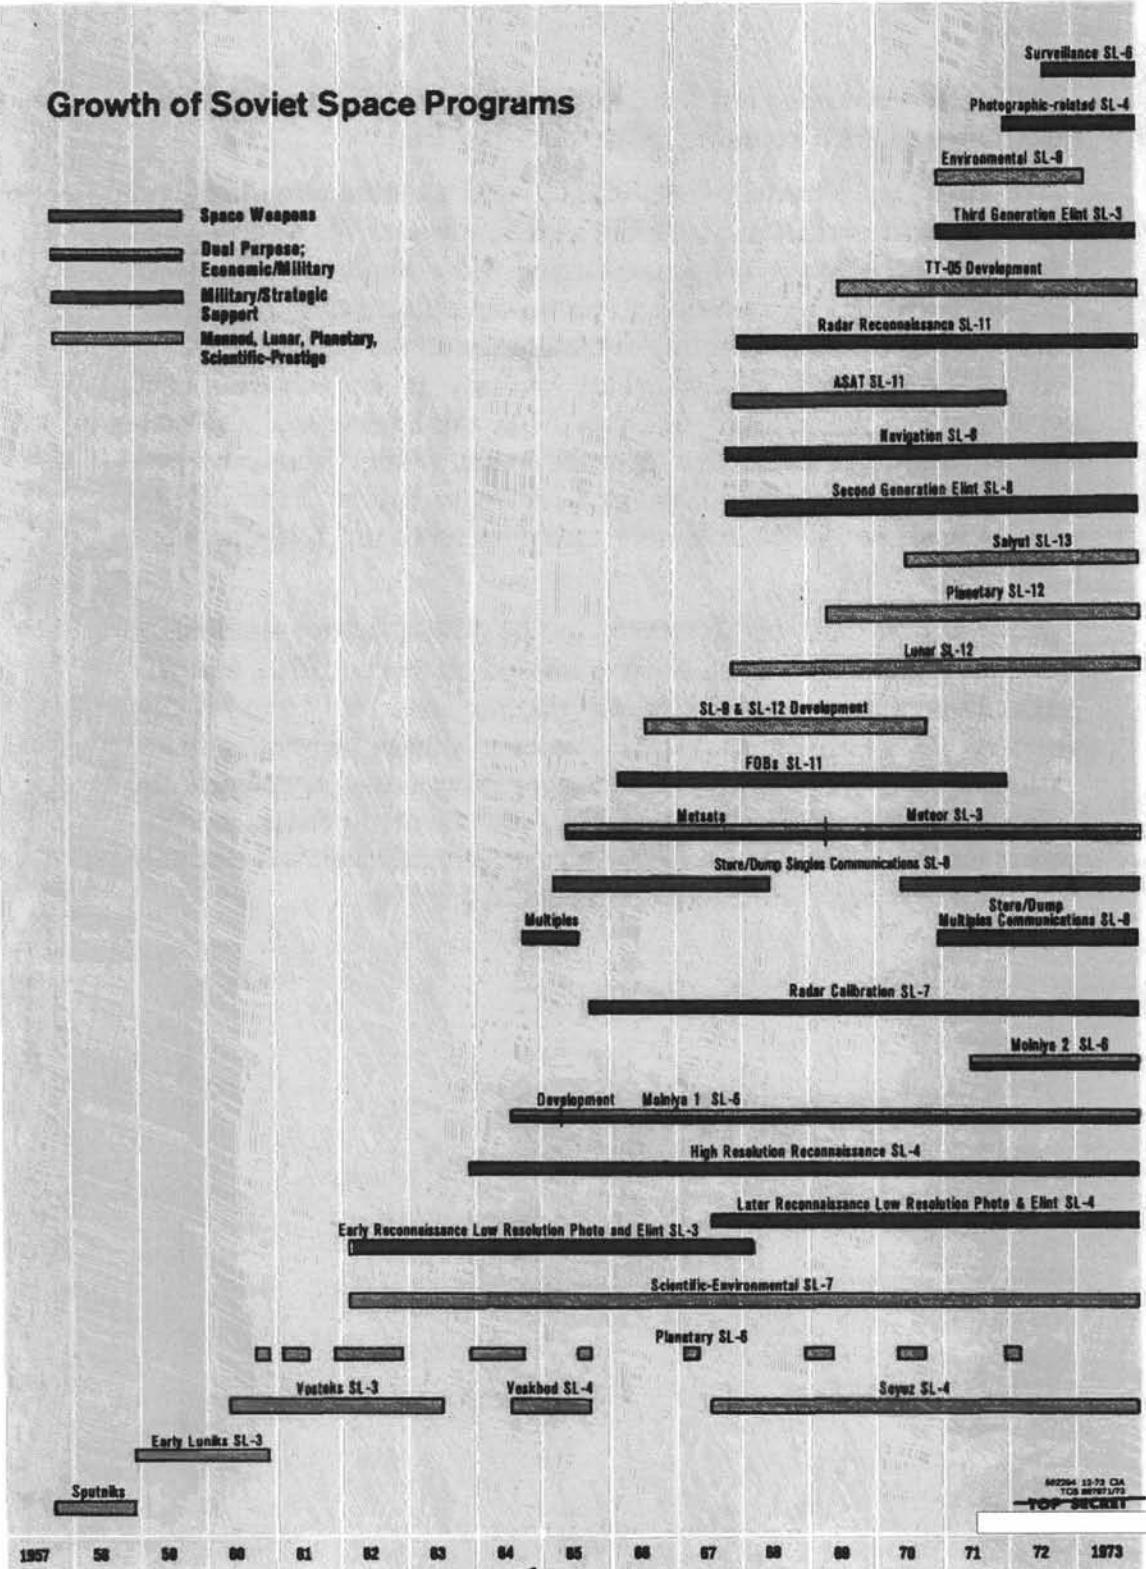 Surveillance SL-6
Growth of Soviet Space Programs
Photographic-related SL-4
Environmental SL-8
Space Weapons
Third Generation Elint SL-3
Dual Purpose;
Economic/Military
TT-05 Development
Military/Strategic
Support
Radar Reconnaissance SL-11
Manned, Lunar, Planetary,
Scientific-Prestige
ASAT SL-11
Navigation SL-8
Second Generation Elint SL-8
Salyut SL-13
Planetary SL-12
Lunar SL-12
SL-9 & SL-12 Development
FOBs SL-11
Metsats
Meteor SL-3
Store/Dump Singles Communications SL-8
Multiples
Store/Dump
Multiples Communications SL-8
Radar Calibration SL-7
Molniya 2 SL-6
Development
Molniya 1 SL-6
High Resolution Reconnaissance SL-4
Later Reconnaissance Low Resolution Photo & Elint SL-4
Early Reconnaissance Low Resolution Photo and Elint SL-3
Scientific-Environmental SL-7
Planetary SL-6
Vostoks SL-3
Voskhod SL-4
Soyuz SL-4
Early Luniks SL-3
Sputniks
12-73 CIA
TOP SECRET
1957 58 59 60 61 62 63 64 65 66 67 68 69 70 71 72 1973